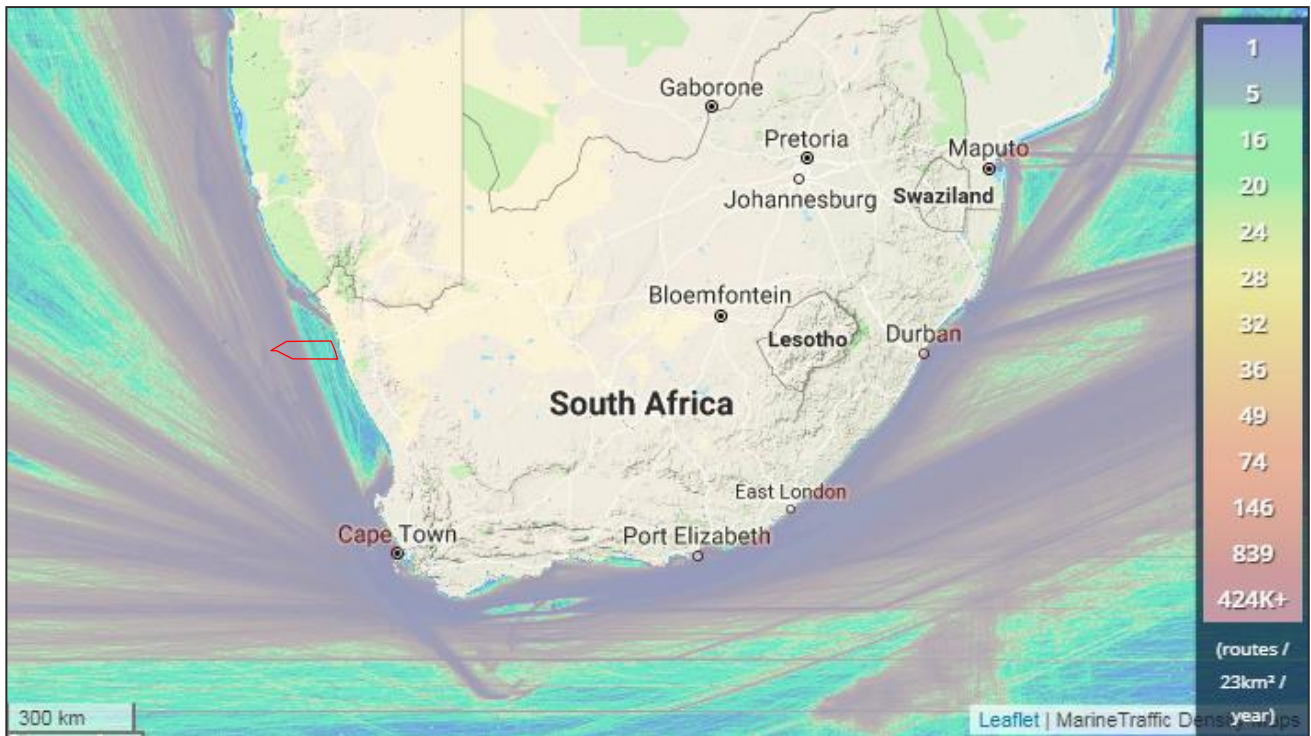 Gaborone
Pretoria
Johannesburg
Maputo
Swaziland
Bloemfontein
Lesotho
Durban
South Africa
East London
Cape Town
Port Elizabeth
1
5
16
20
24
28
32
36
49
74
146
839
424K+
(routes /
23km² /
year)
300 km
Leaflet | MarineTraffic Density Maps